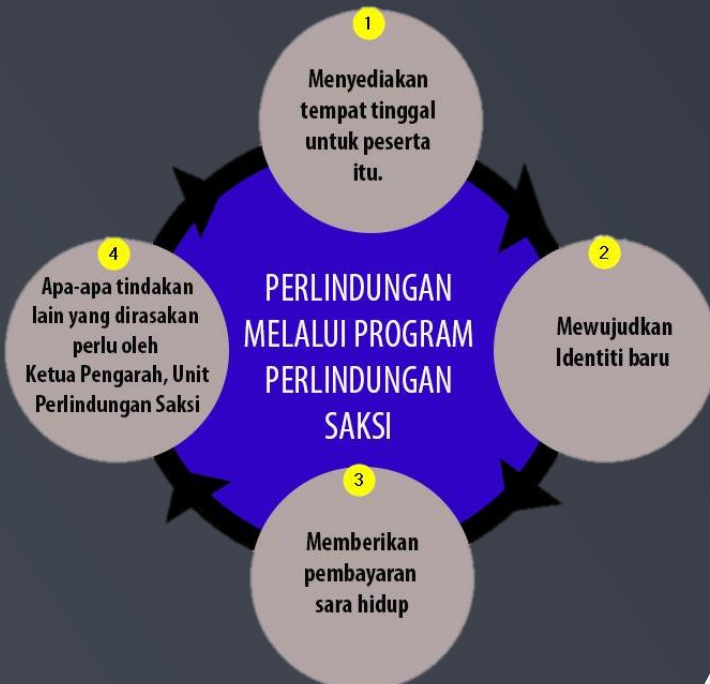 1
Menyediakan
tempat tinggal
untuk peserta
itu.
2
Mewujudkan
Identiti baru
3
Memberikan
pembayaran
sara hidup
4
Apa-apa tindakan
lain yang dirasakan
perlu oleh
Ketua Pengarah, Unit
Perlindungan Saksi
PERLINDUNGAN
MELALUI PROGRAM
PERLINDUNGAN
SAKSI